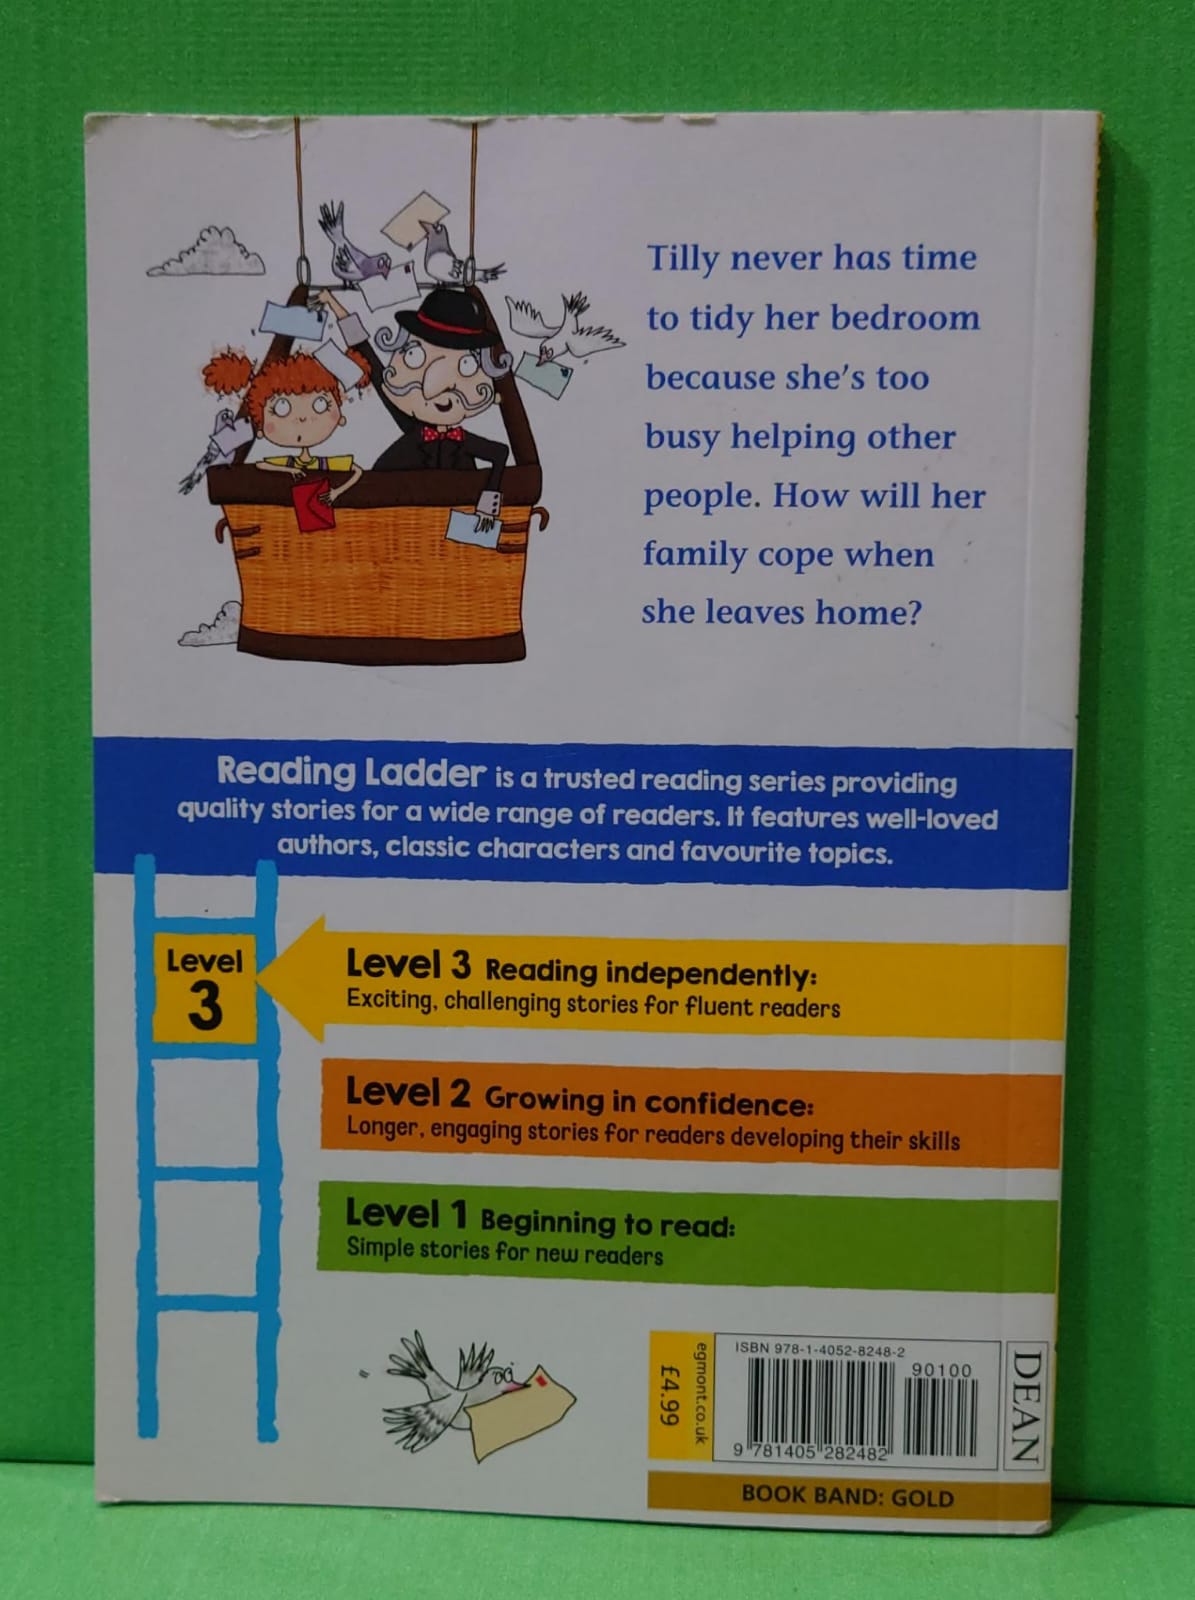 Tilly never has time
to tidy her bedroom
because she's too
busy helping other
people. How will her
family cope when
she leaves home?
Reading Ladder is a trusted reading series providing
quality stories for a wide range of readers. It features well-loved
authors, classic characters and favourite topics.
Level
3
Level 3 Reading independently:
Exciting, challenging stories for fluent readers
Level 2 Growing in confidence:
Longer, engaging stories for readers developing their skills
Level 1 Beginning to read:
Simple stories for new readers
egmont.co.uk
£4.99
ISBN 978-1-4052-8248-2
90100
9 781405 282482
DEAN
BOOK BAND: GOLD